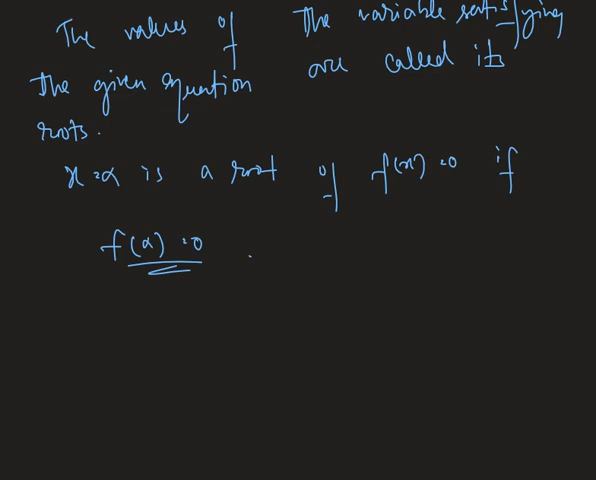 The values of the variable satisfying
the given equation are called its
roots.
x=α is a root of f(x)=0 if
f(α)=0.